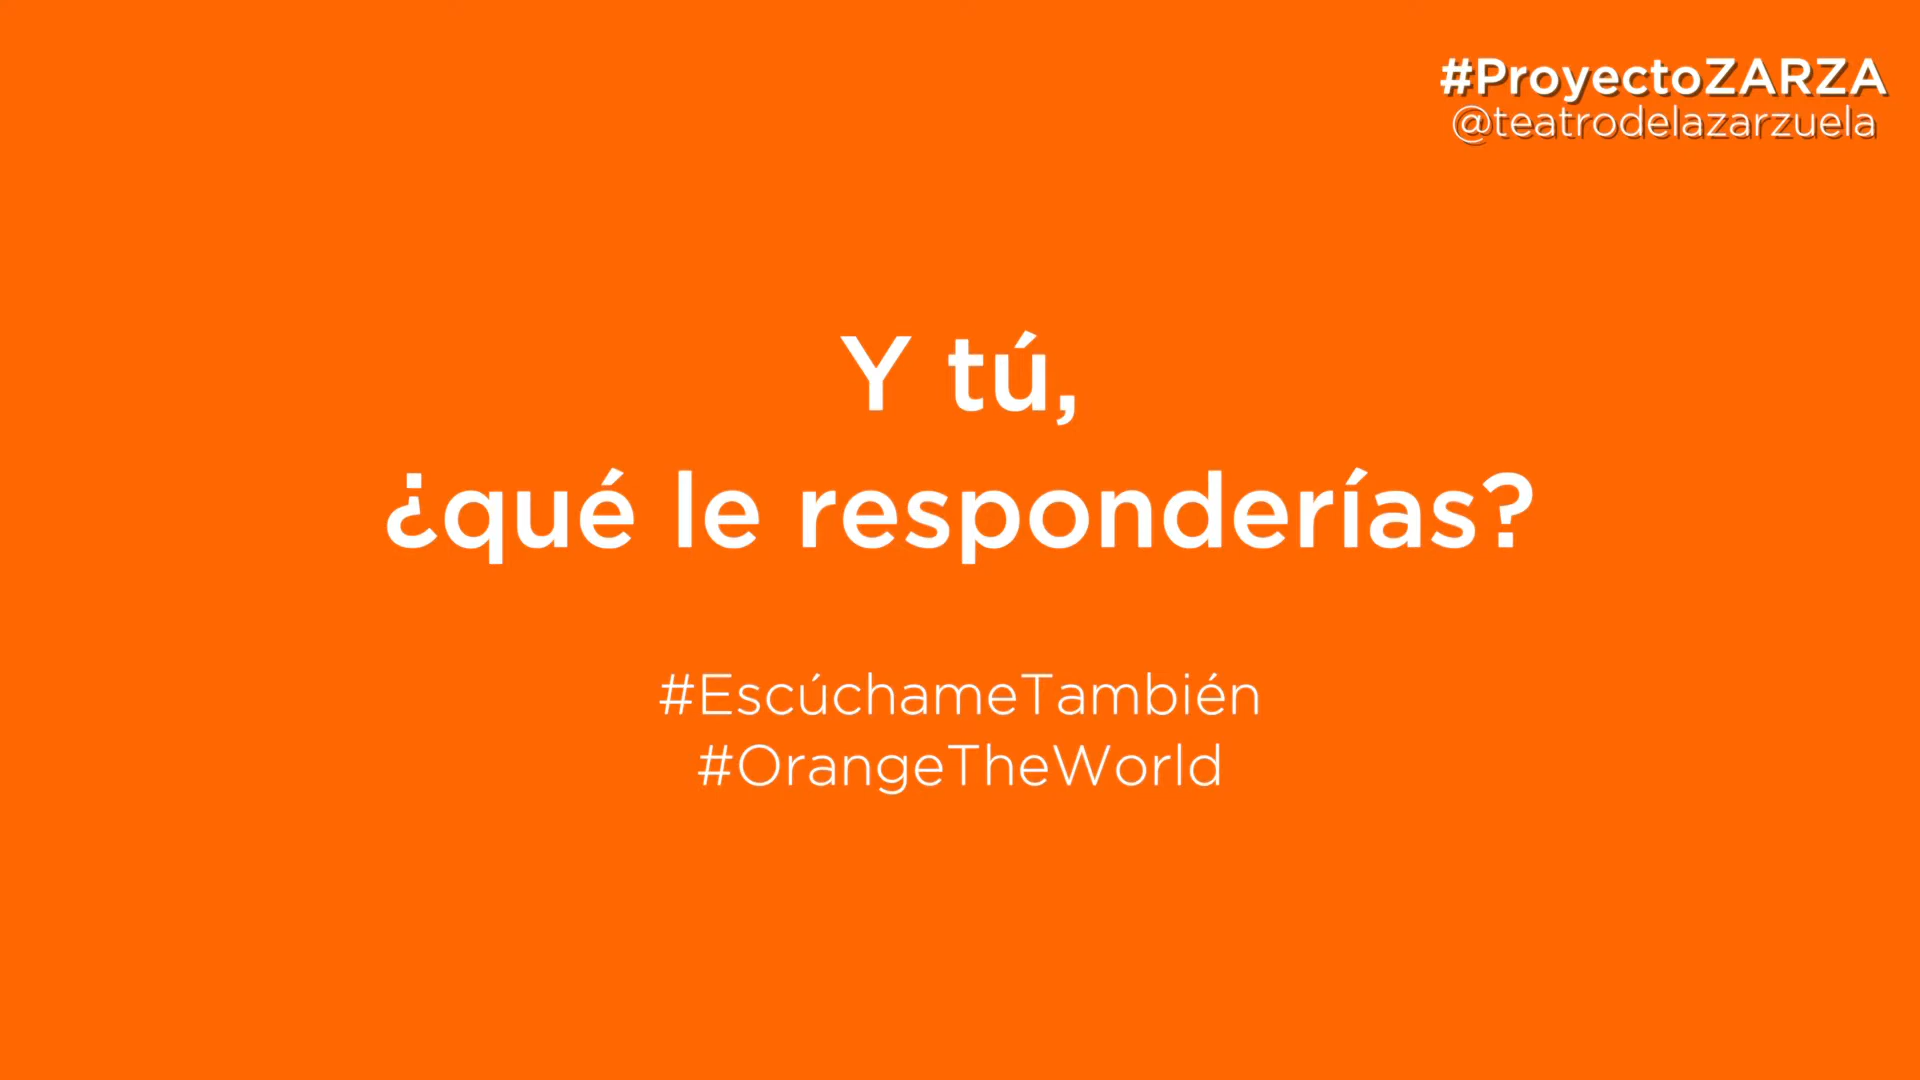 #ProyectoZARZA
@teatrodelazarzuela
Y tú,
¿qué le responderías?
#EscúchameTambién
#OrangeTheWorld